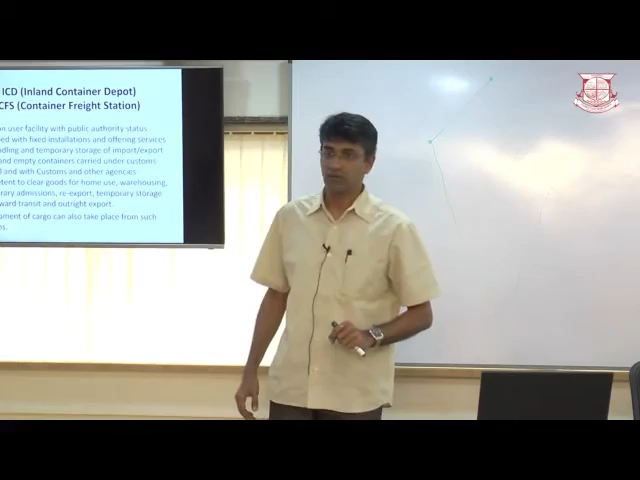 ICD (Inland Container Depot)
CFS (Container Freight Station)
on user facility with public authority status
ed with fixed installations and offering services
dling and temporary storage of import/export
and empty containers carried under customs
l and with Customs and other agencies
etent to clear goods for home use, warehousing,
rary admissions, re-export, temporary storage
ward transit and outright export.
pment of cargo can also take place from such
ns.